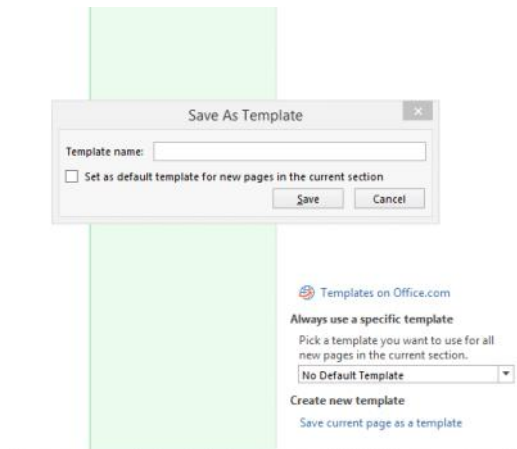 Save As Template
Template name:
Set as default template for new pages in the current section
Save Cancel
Templates on Office.com
Always use a specific template
Pick a template you want to use for all
new pages in the current section.
No Default Template
Create new template
Save current page as a template